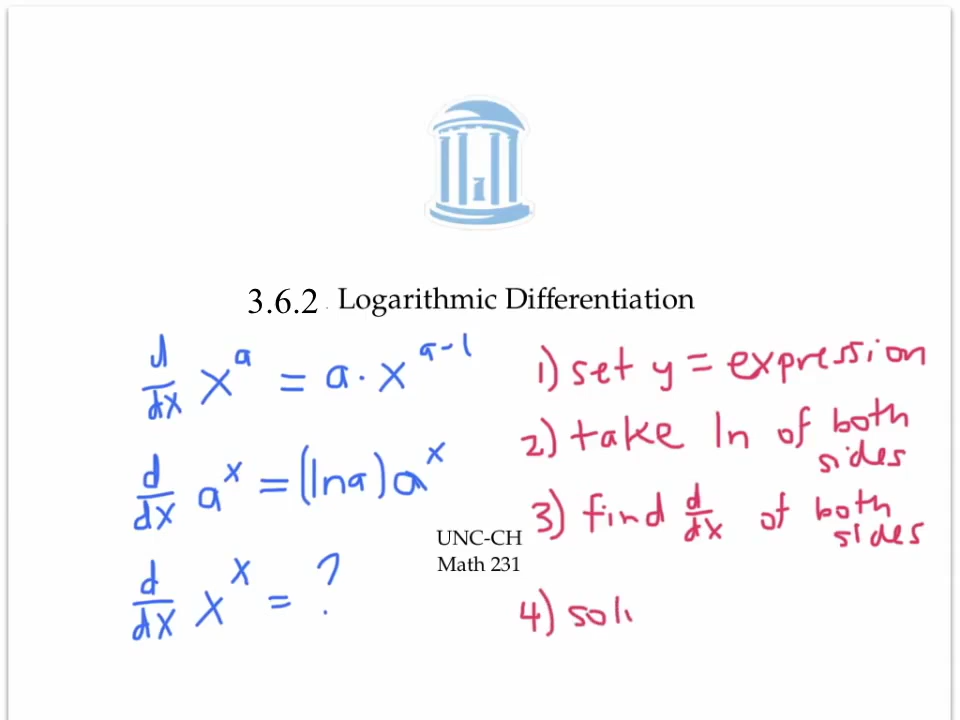 3.6.2 Logarithmic Differentiation
d/dx x^a = a · x^(a-1)
d/dx a^x = (ln a) a^x
d/dx x^x = ?
UNC-CH
Math 231
1) set y = expression
2) take ln of both
sides
3) find d/dx of both
sides
4) sol